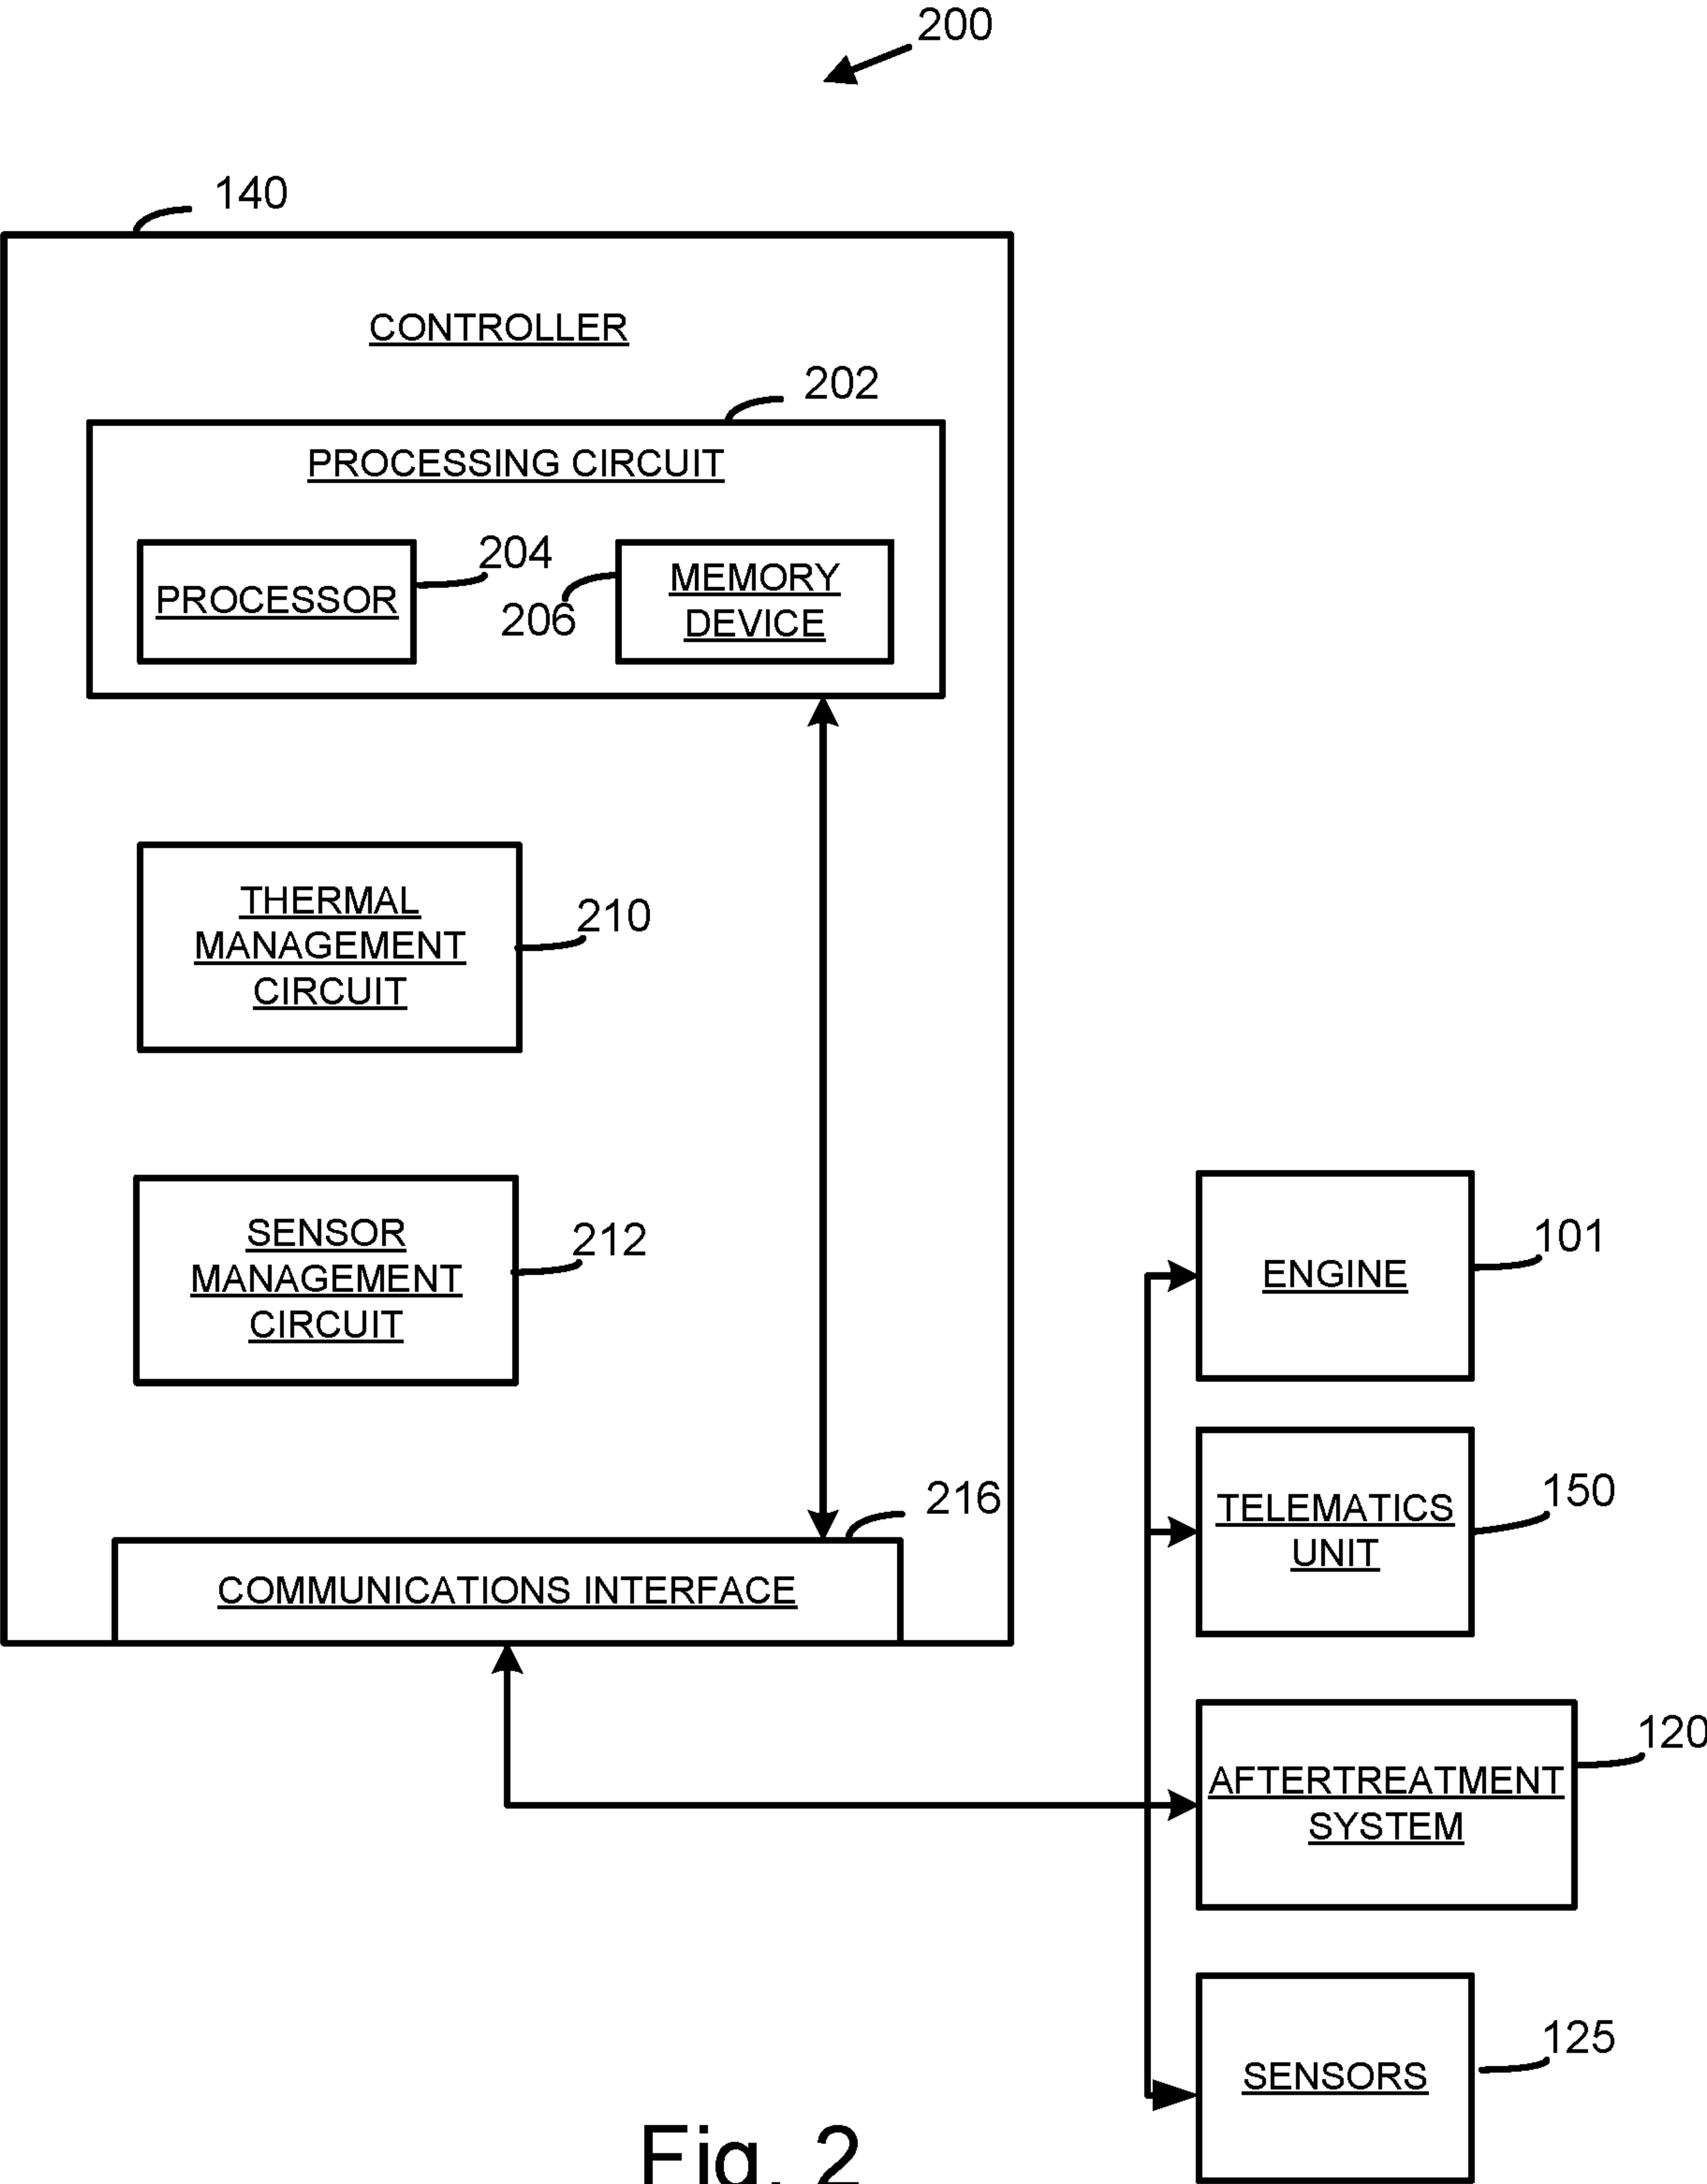 200
140
CONTROLLER
202
PROCESSING CIRCUIT
PROCESSOR
204
206
MEMORY
DEVICE
THERMAL
MANAGEMENT
CIRCUIT
210
SENSOR
MANAGEMENT
CIRCUIT
212
216
COMMUNICATIONS INTERFACE
ENGINE
101
TELEMATICS
UNIT
150
AFTERTREATMENT
SYSTEM
120
SENSORS
125
Fig. 2